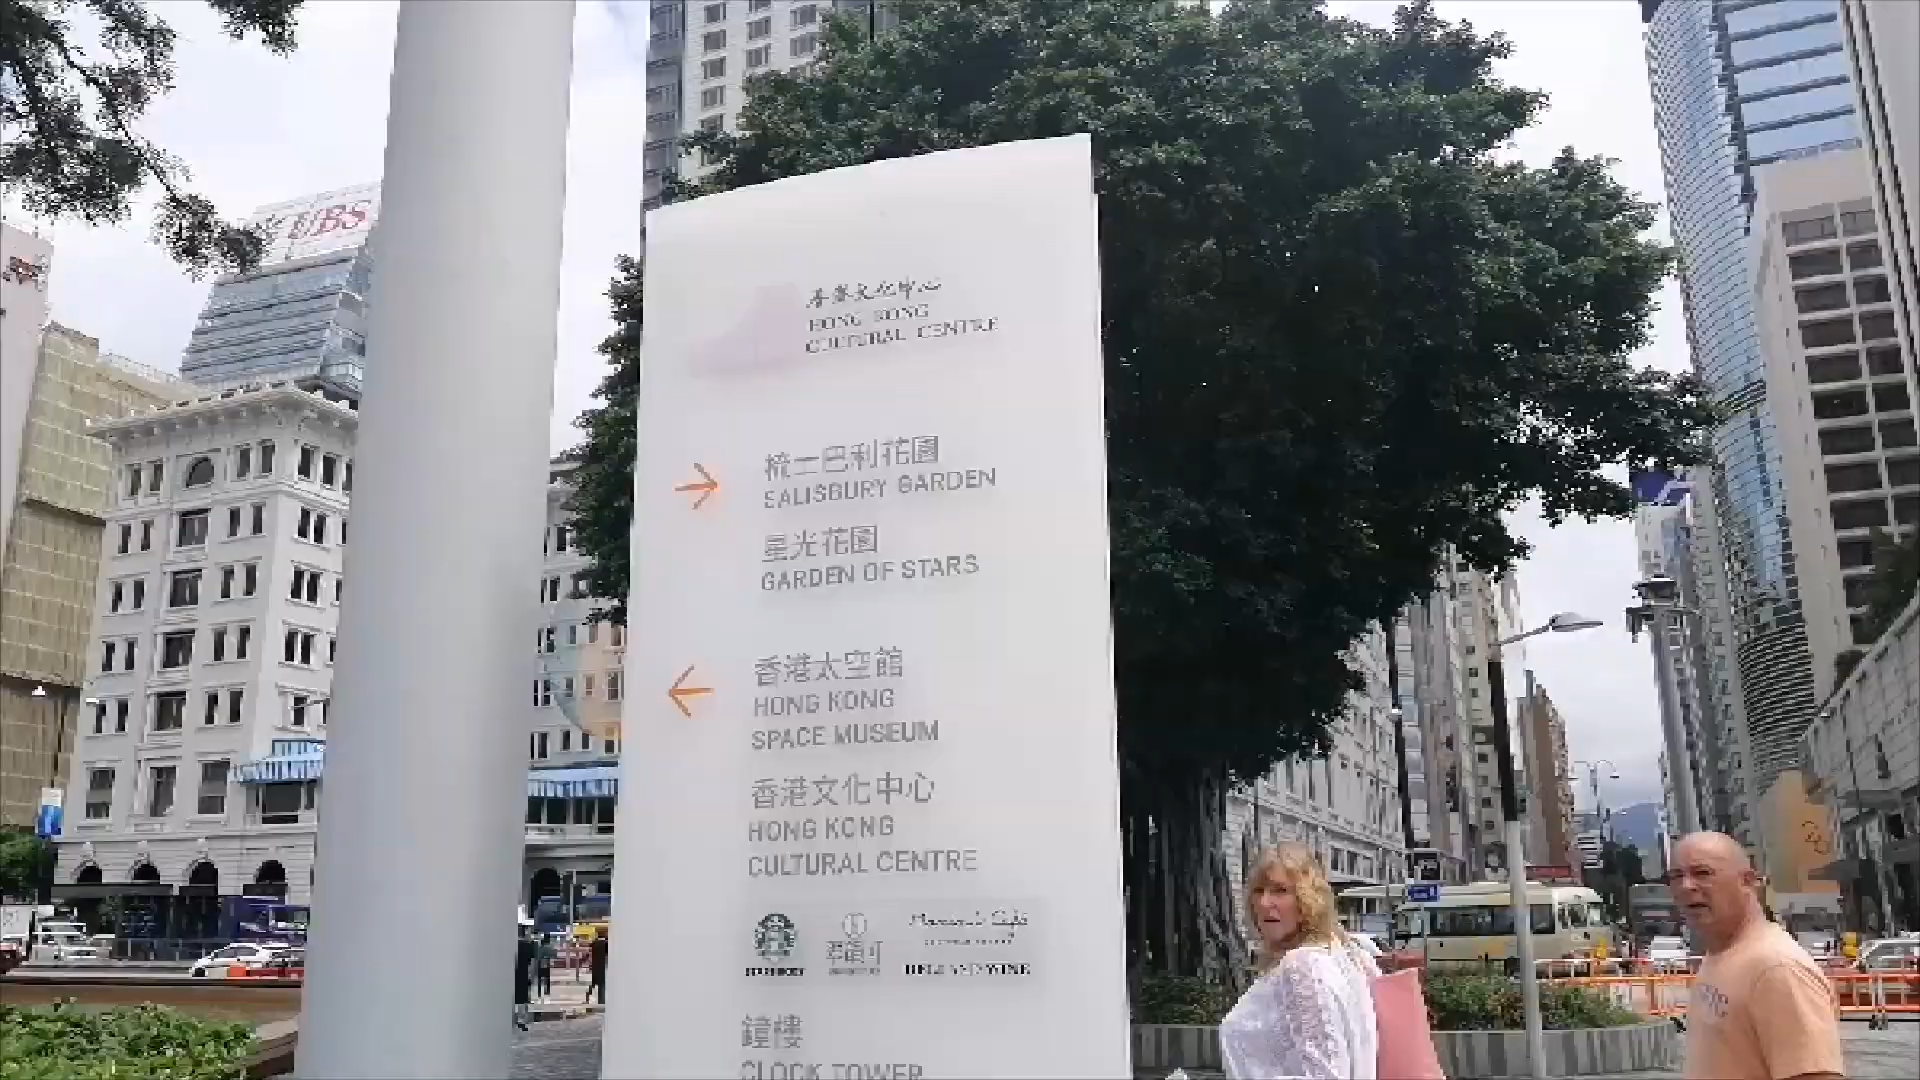 UBS
香港文化中心
HONG KONG
CULTURAL CENTRE
梳士巴利花園
SALISBURY GARDEN
星光花園
GARDEN OF STARS
香港太空館
HONG KONG
SPACE MUSEUM
香港文化中心
HONG KONG
CULTURAL CENTRE
鐘樓
CLOCK TOWER